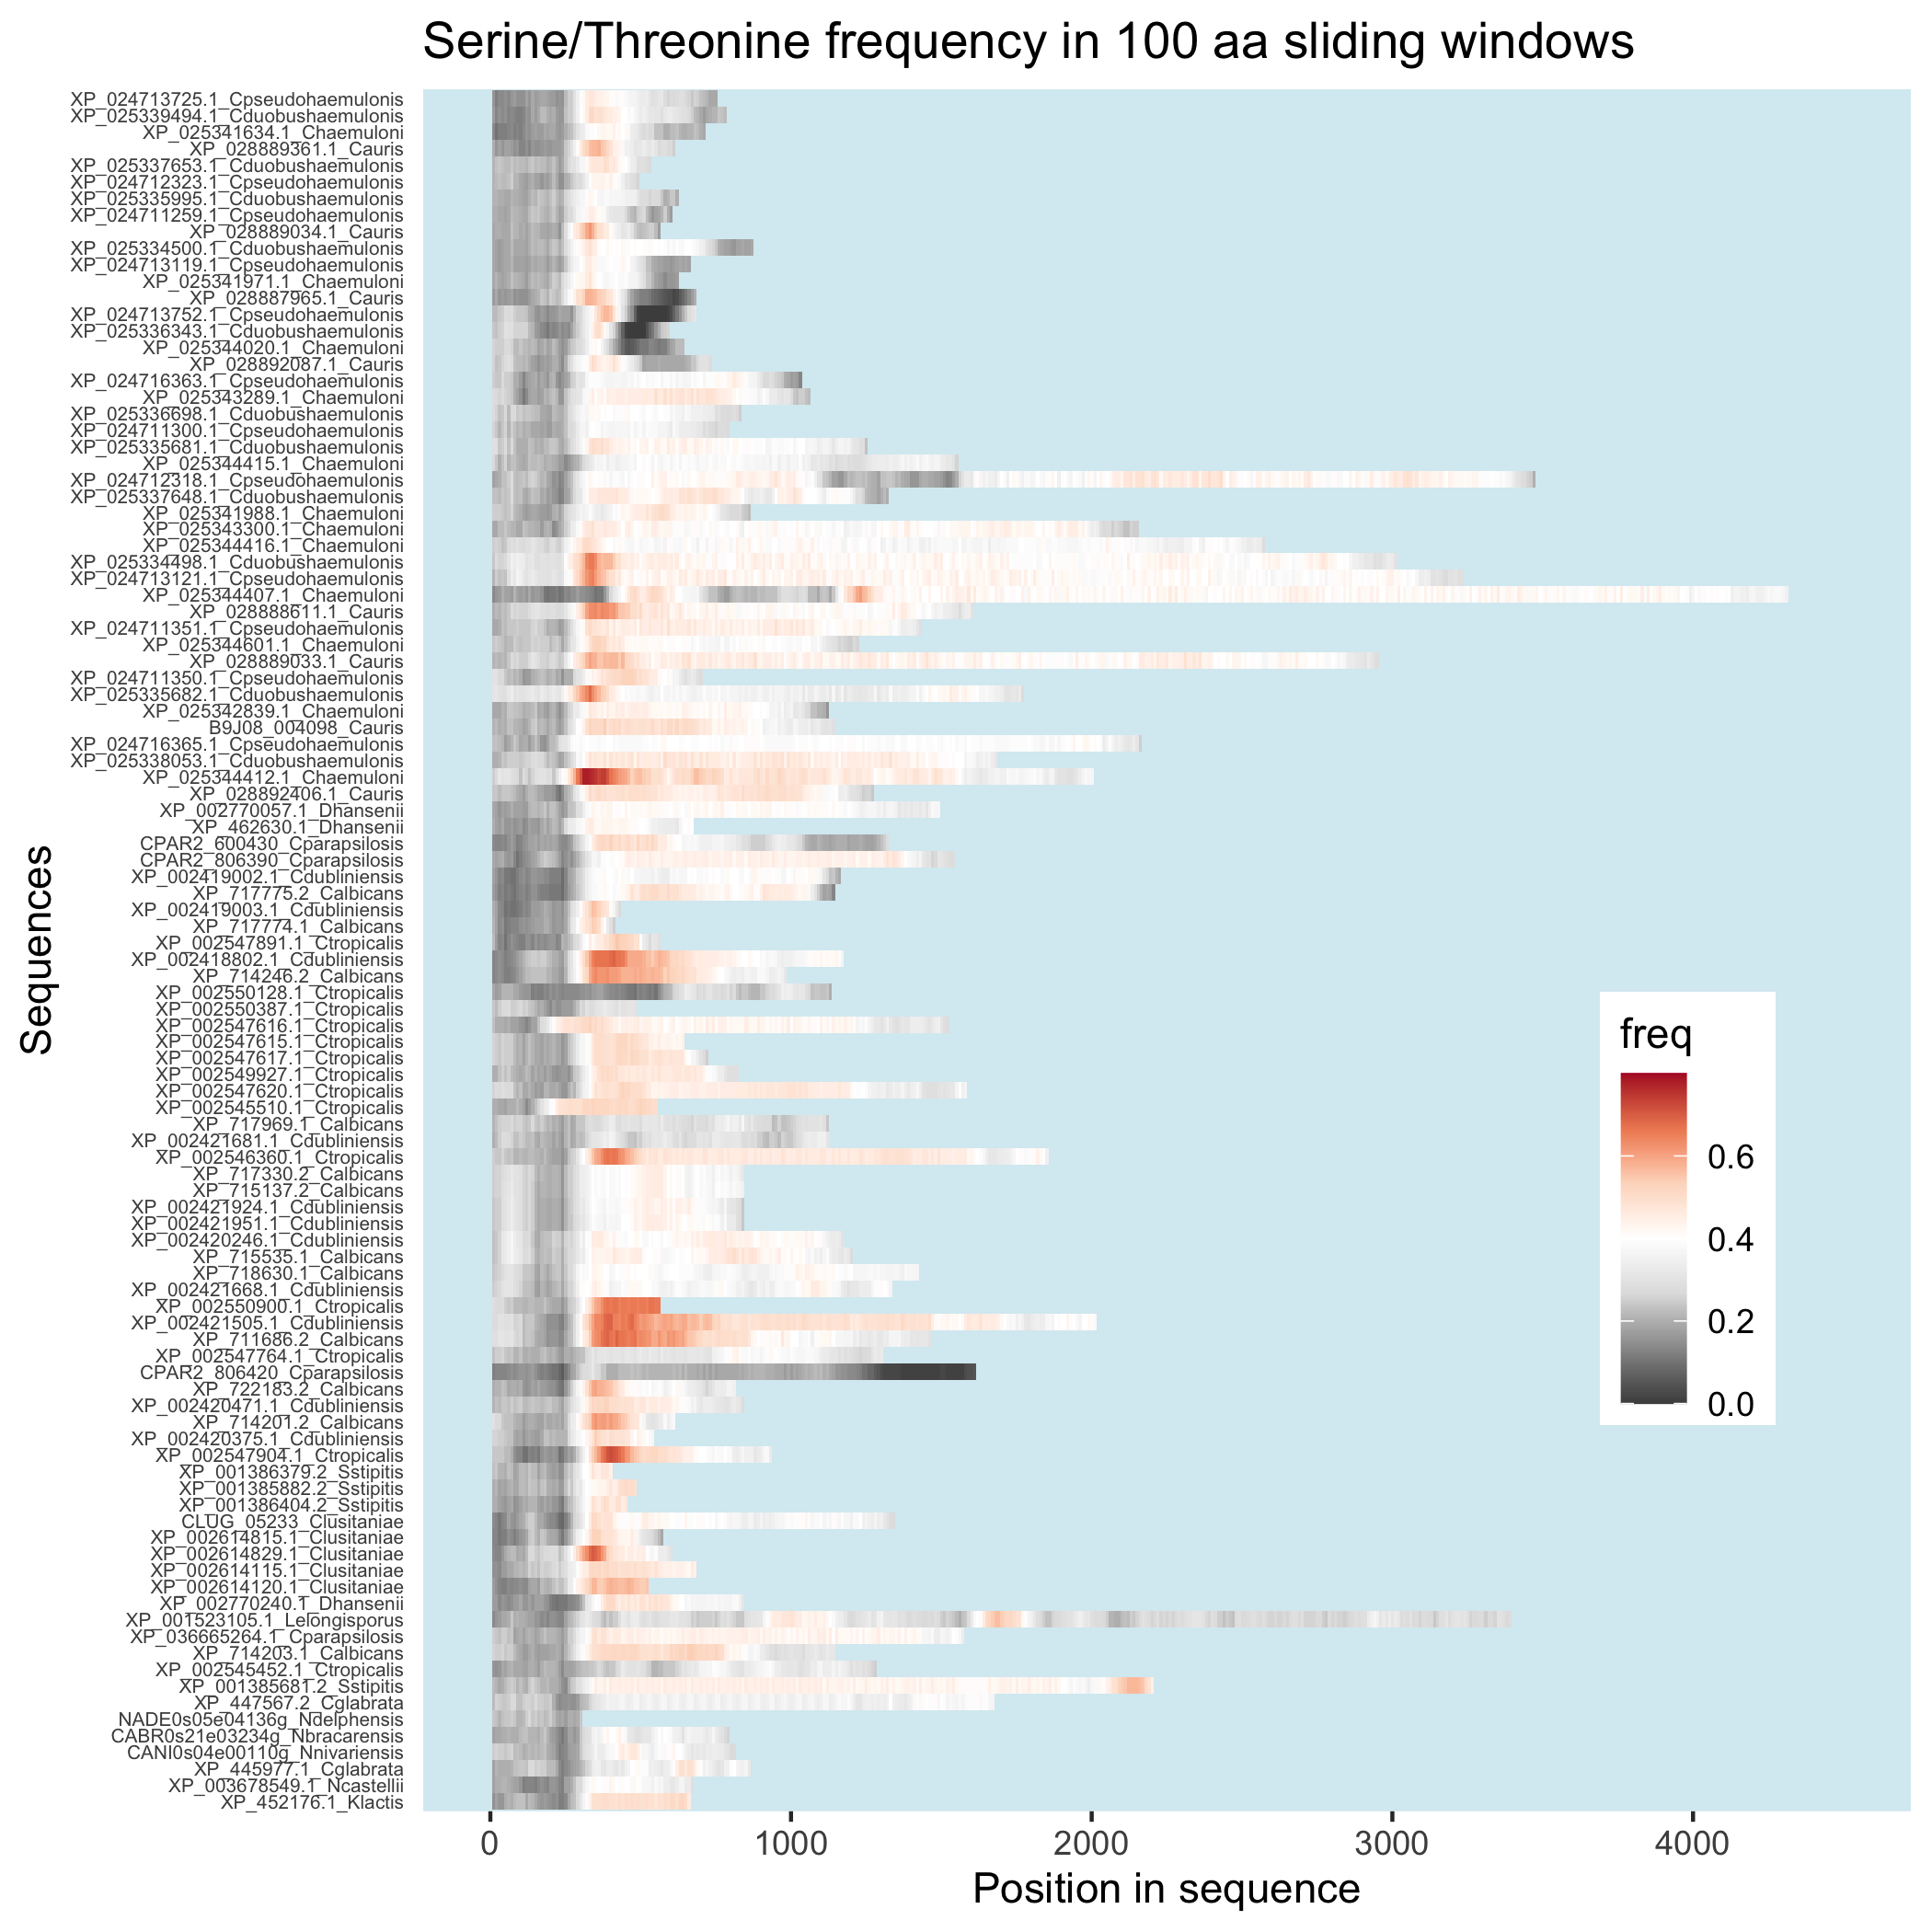 Serine/Threonine frequency in 100 aa sliding windows
XP_024713725.1_Cpseudohaemulonis
XP_025339494.1_Cduobushaemulonis
XP_025341634.1_Chaemuloni
XP_028889361.1_Cauris
XP_025337653.1_Cduobushaemulonis
XP_024712323.1_Cpseudohaemulonis
XP_025335995.1_Cduobushaemulonis
XP_024711259.1_Cpseudohaemulonis
XP_028889034.1_Cauris
XP_025334500.1_Cduobushaemulonis
XP_024713119.1_Cpseudohaemulonis
XP_025341971.1_Chaemuloni
XP_028887965.1_Cauris
XP_024713752.1_Cpseudohaemulonis
XP_025336343.1_Cduobushaemulonis
XP_025344020.1_Chaemuloni
XP_028892087.1_Cauris
XP_024716363.1_Cpseudohaemulonis
XP_025343289.1_Chaemuloni
XP_025336698.1_Cduobushaemulonis
XP_024711300.1_Cpseudohaemulonis
XP_025335681.1_Cduobushaemulonis
XP_025344415.1_Chaemuloni
XP_024712318.1_Cpseudohaemulonis
XP_025337648.1_Cduobushaemulonis
XP_025341988.1_Chaemuloni
XP_025343300.1_Chaemuloni
XP_025344416.1_Chaemuloni
XP_025334498.1_Cduobushaemulonis
XP_024713121.1_Cpseudohaemulonis
XP_025344407.1_Chaemuloni
XP_028888611.1_Cauris
XP_024711351.1_Cpseudohaemulonis
XP_025344601.1_Chaemuloni
XP_028889033.1_Cauris
XP_024711350.1_Cpseudohaemulonis
XP_025335682.1_Cduobushaemulonis
XP_025342839.1_Chaemuloni
B9J08_004098_Cauris
XP_024716365.1_Cpseudohaemulonis
XP_025338053.1_Cduobushaemulonis
XP_025344412.1_Chaemuloni
XP_028892406.1_Cauris
XP_002770057.1_Dhansenii
XP_462630.1_Dhansenii
CPAR2_600430_Cparapsilosis
CPAR2_806390_Cparapsilosis
XP_002419002.1_Cdubliniensis
XP_717775.2_Calbicans
XP_002419003.1_Cdubliniensis
XP_717774.1_Calbicans
XP_002547891.1_Ctropicalis
XP_002418802.1_Cdubliniensis
XP_714246.2_Calbicans
XP_002550128.1_Ctropicalis
XP_002550387.1_Ctropicalis
XP_002547616.1_Ctropicalis
XP_002547615.1_Ctropicalis
XP_002547617.1_Ctropicalis
XP_002549927.1_Ctropicalis
XP_002547620.1_Ctropicalis
XP_002545510.1_Ctropicalis
XP_717969.1_Calbicans
XP_002421681.1_Cdubliniensis
XP_002546360.1_Ctropicalis
XP_717330.2_Calbicans
XP_715137.2_Calbicans
XP_002421924.1_Cdubliniensis
XP_002421951.1_Cdubliniensis
XP_002420246.1_Cdubliniensis
XP_715535.1_Calbicans
XP_718630.1_Calbicans
XP_002421668.1_Cdubliniensis
XP_002550900.1_Ctropicalis
XP_002421505.1_Cdubliniensis
XP_711686.2_Calbicans
XP_002547764.1_Ctropicalis
CPAR2_806420_Cparapsilosis
XP_722183.2_Calbicans
XP_002420471.1_Cdubliniensis
XP_714201.2_Calbicans
XP_002420375.1_Cdubliniensis
XP_002547904.1_Ctropicalis
XP_001386379.2_Sstipitis
XP_001385882.2_Sstipitis
XP_001386404.2_Sstipitis
CLUG_05233_Clusitaniae
XP_002614815.1_Clusitaniae
XP_002614829.1_Clusitaniae
XP_002614115.1_Clusitaniae
XP_002614120.1_Clusitaniae
XP_002770240.1_Dhansenii
XP_001523105.1_Lelongisporus
XP_036665264.1_Cparapsilosis
XP_714203.1_Calbicans
XP_002545452.1_Ctropicalis
XP_001385681.2_Sstipitis
XP_447567.2_Cglabrata
NADE0s05e04136g_Ndelphensis
CABR0s21e03234g_Nbracarensis
CANI0s04e00110g_Nnivariensis
XP_445977.1_Cglabrata
XP_003678549.1_Ncastellii
XP_452176.1_Klactis
Sequences
freq
0.6
0.4
0.2
0.0
0
1000
2000
3000
4000
Position in sequence